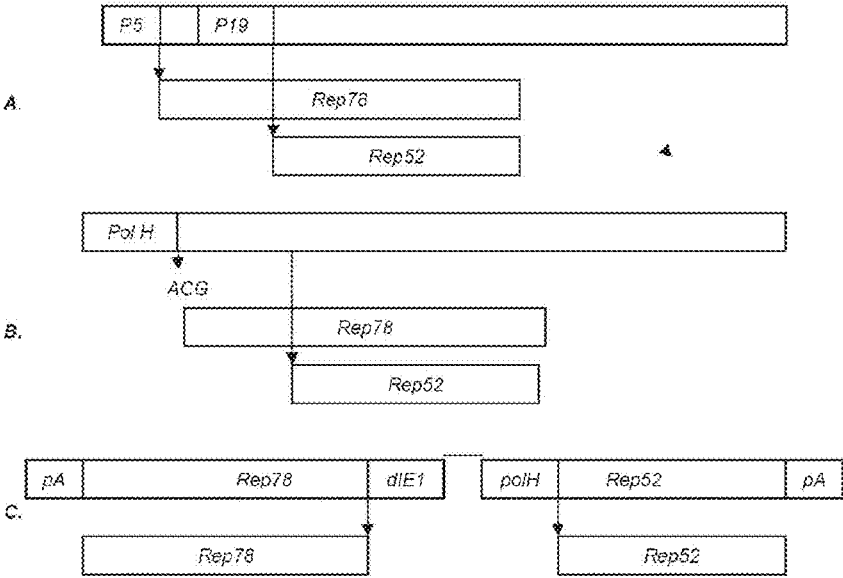 P5 P19
A.
Rep78
Rep52
Pol H
ACG
B.
Rep78
Rep52
pA Rep78 dIE1 polH Rep52 pA
C.
Rep78 Rep52